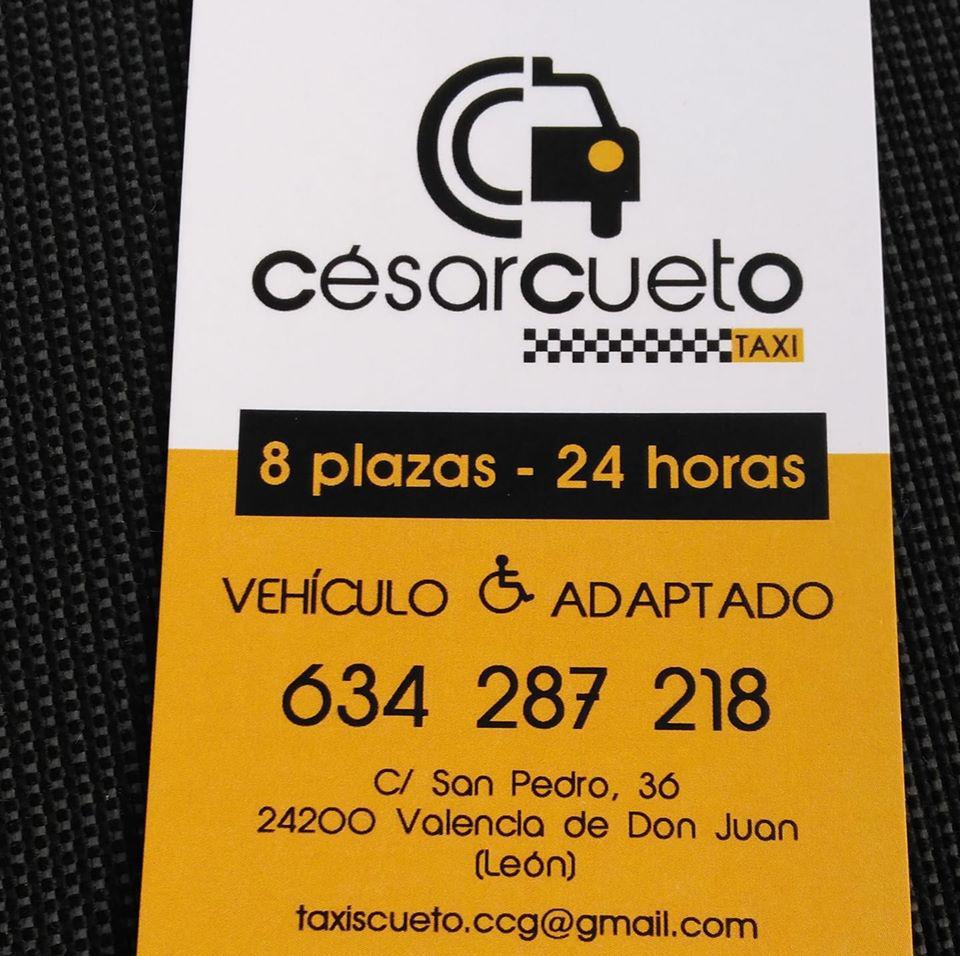 césarcueto
TAXI
8 plazas - 24 horas
VEHÍCULO ADAPTADO
634 287 218
C/ San Pedro, 36
24200 Valencia de Don Juan
(León)
taxiscueto.ccg@gmail.com